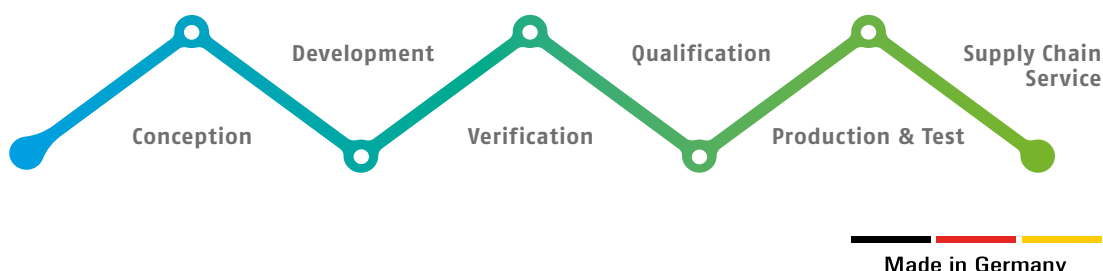 Development
Qualification
Supply Chain
Service
Conception
Verification
Production & Test
Made in Germany